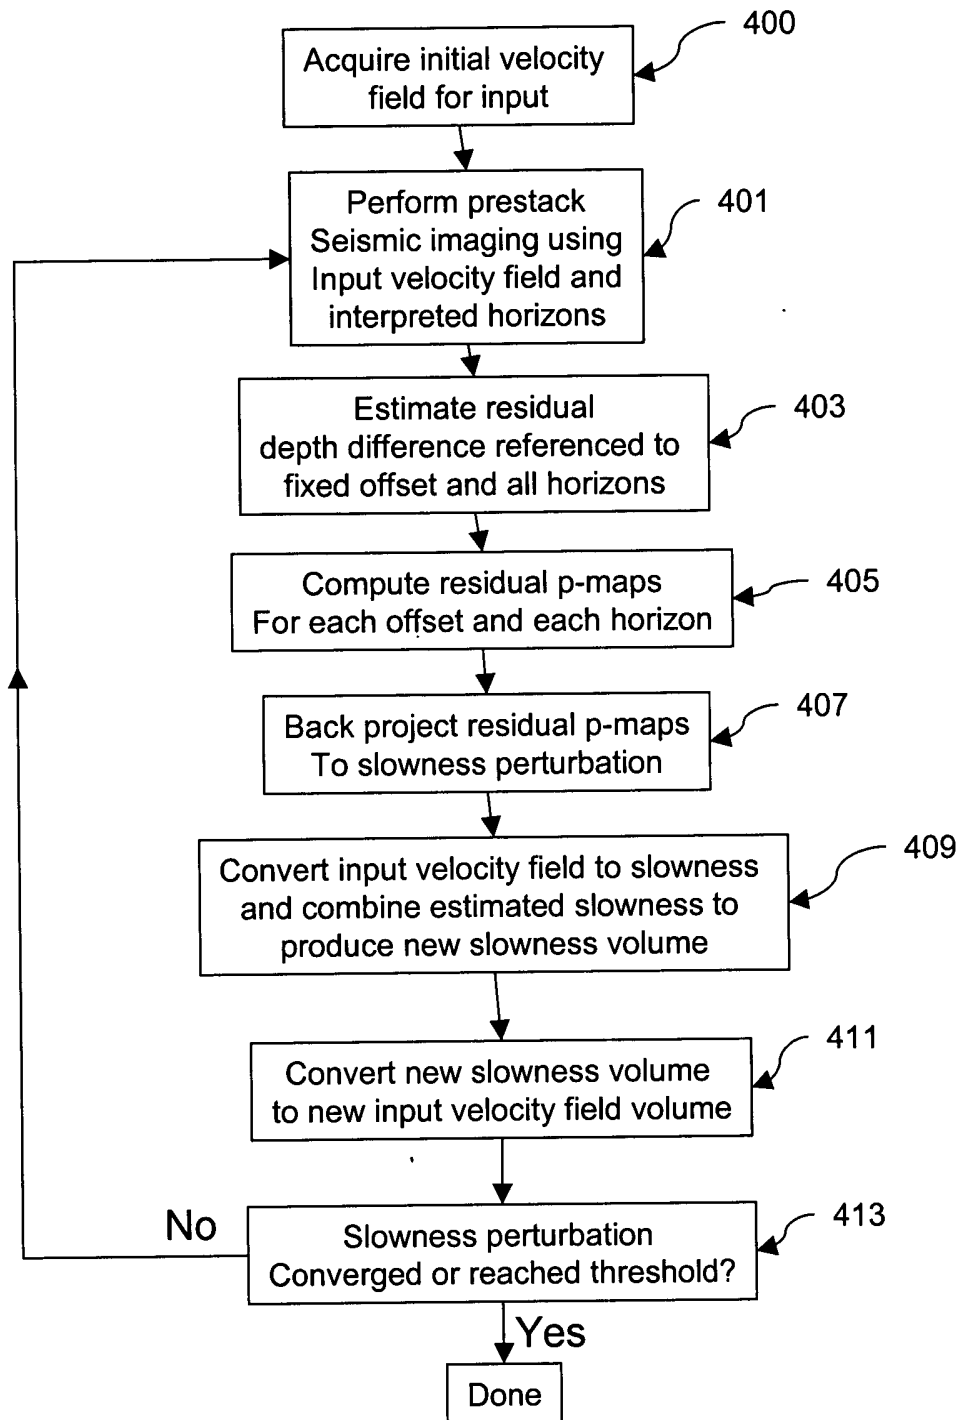 400
Acquire initial velocity
field for input
401
Perform prestack
Seismic imaging using
Input velocity field and
interpreted horizons
403
Estimate residual
depth difference referenced to
fixed offset and all horizons
405
Compute residual p-maps
For each offset and each horizon
407
Back project residual p-maps
To slowness perturbation
409
Convert input velocity field to slowness
and combine estimated slowness to
produce new slowness volume
411
Convert new slowness volume
to new input velocity field volume
413
No
Slowness perturbation
Converged or reached threshold?
Yes
Done